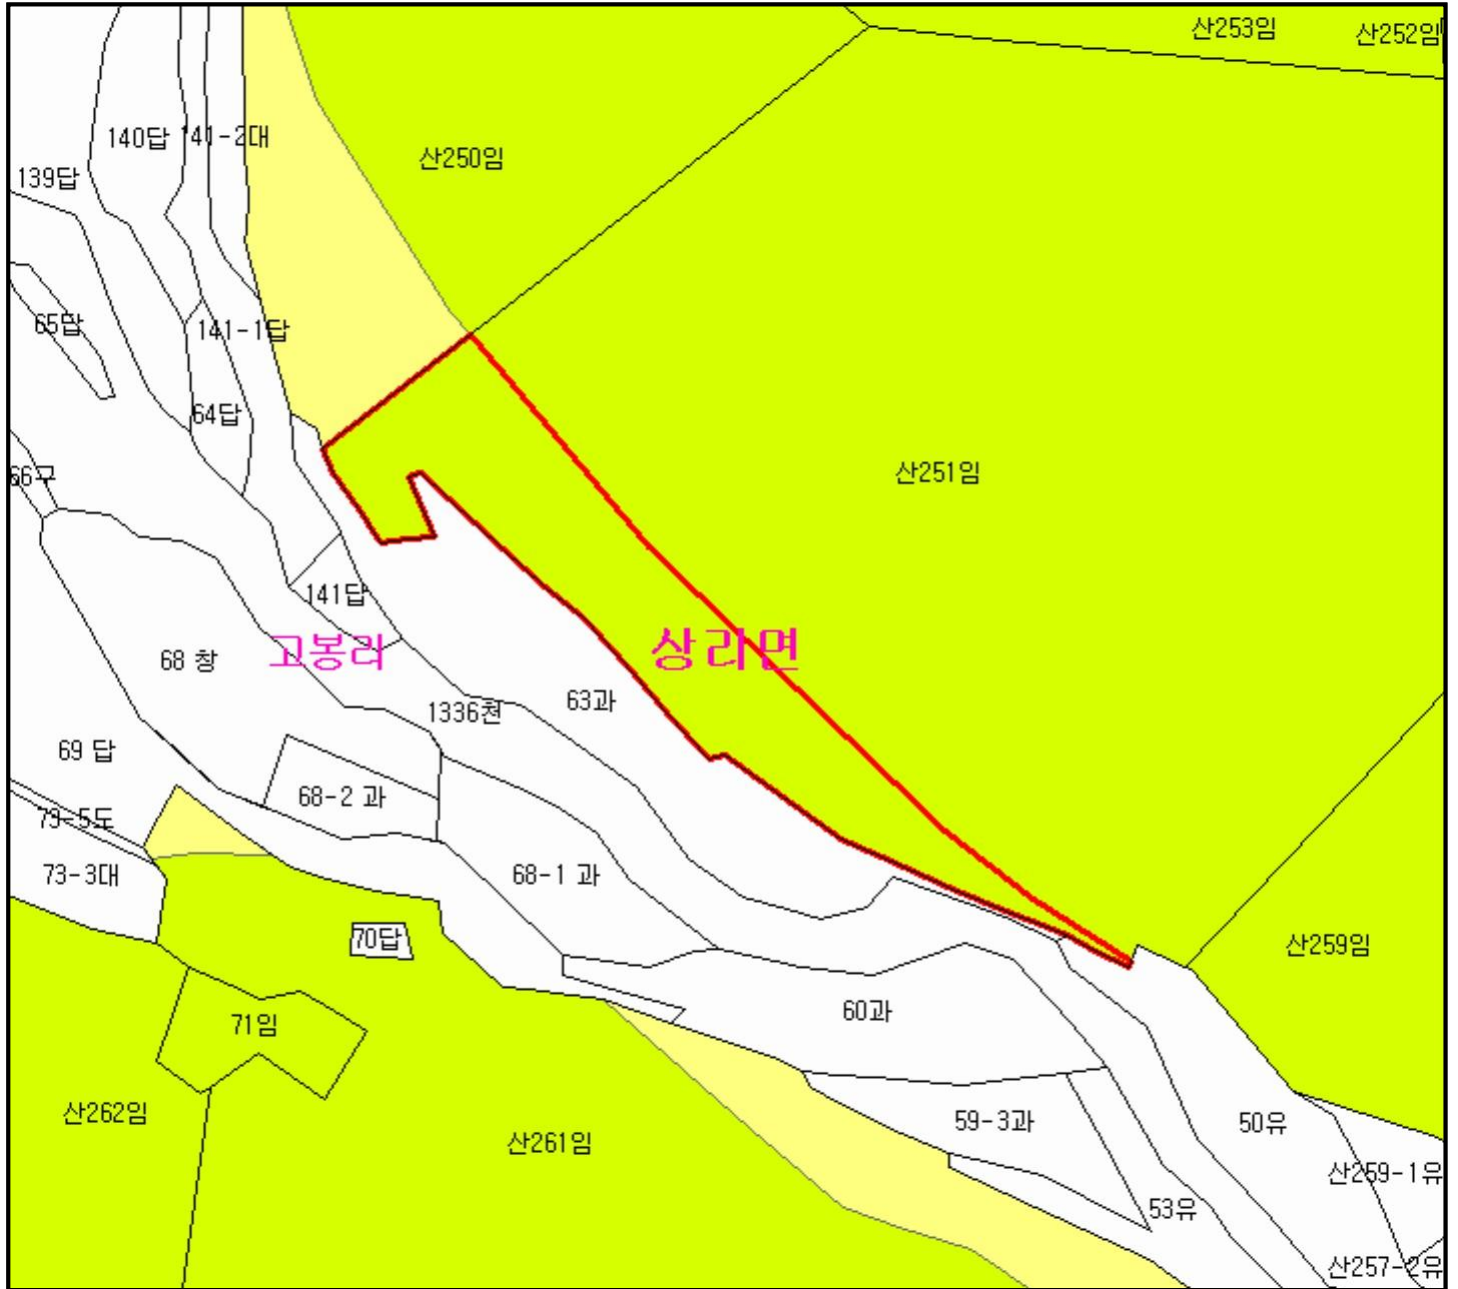 산253임
산252임
140답
141-2대
산250임
139답
65답
141-1답
64답
66구
산251임
141답
68 창
고봉리
상리면
63과
1336천
69 답
68-2 과
73-5도
73-3대
68-1 과
70답
산259임
60과
71임
산262임
산261임
59-3과
50유
산259-1유
53유
산257-2유